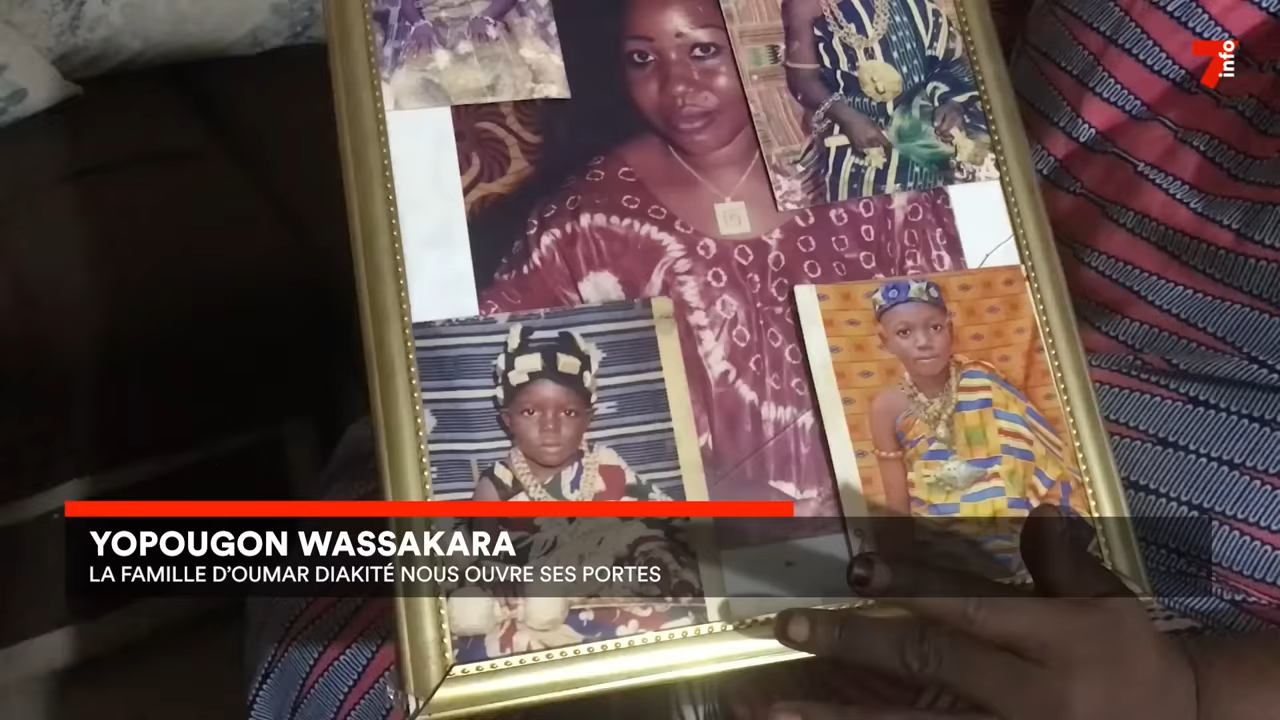 7info
YOPOUGON WASSAKARA
LA FAMILLE D'OUMAR DIAKITÉ NOUS OUVRE SES PORTES